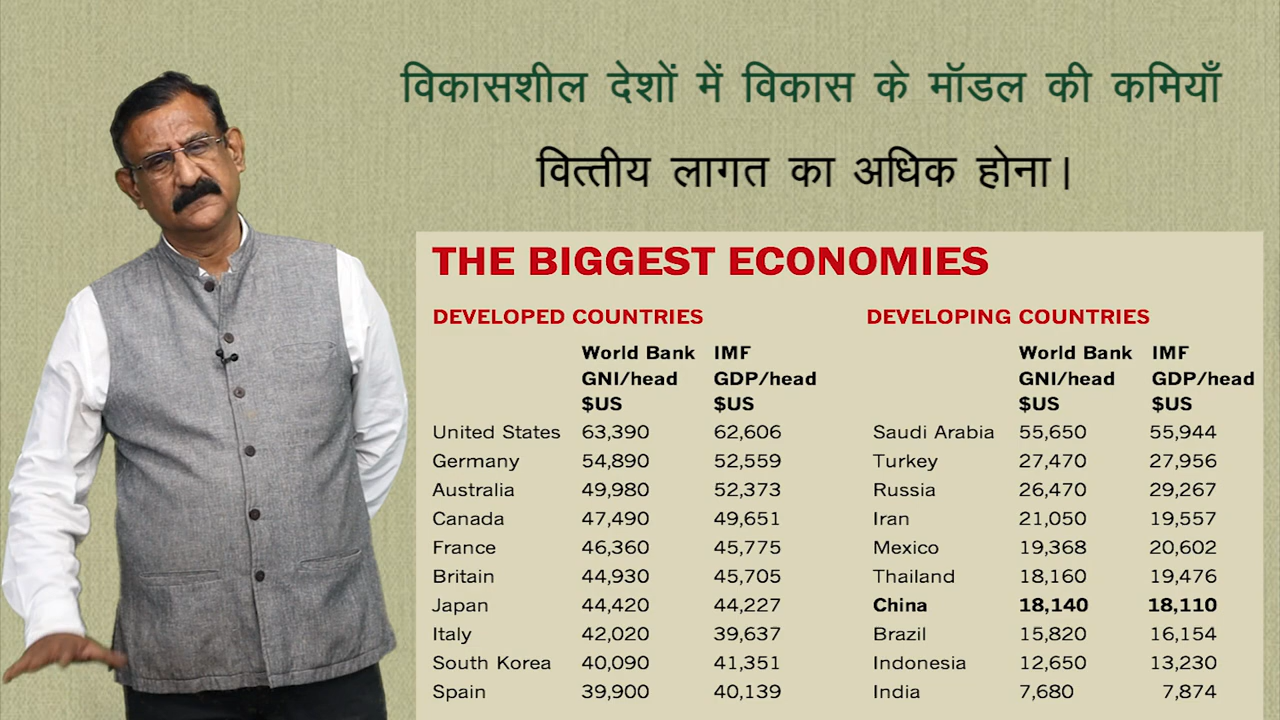 विकासशील देशों में विकास के मॉडल की कमियाँ
वित्तीय लागत का अधिक होना।
THE BIGGEST ECONOMIES
DEVELOPED COUNTRIES
World Bank IMF
GNI/head GDP/head
$US $US
United States 63,390 62,606
Germany 54,890 52,559
Australia 49,980 52,373
Canada 47,490 49,651
France 46,360 45,775
Britain 44,930 45,705
Japan 44,420 44,227
Italy 42,020 39,637
South Korea 40,090 41,351
Spain 39,900 40,139
DEVELOPING COUNTRIES
World Bank IMF
GNI/head GDP/head
$US $US
Saudi Arabia 55,650 55,944
Turkey 27,470 27,956
Russia 26,470 29,267
Iran 21,050 19,557
Mexico 19,368 20,602
Thailand 18,160 19,476
China 18,140 18,110
Brazil 15,820 16,154
Indonesia 12,650 13,230
India 7,680 7,874